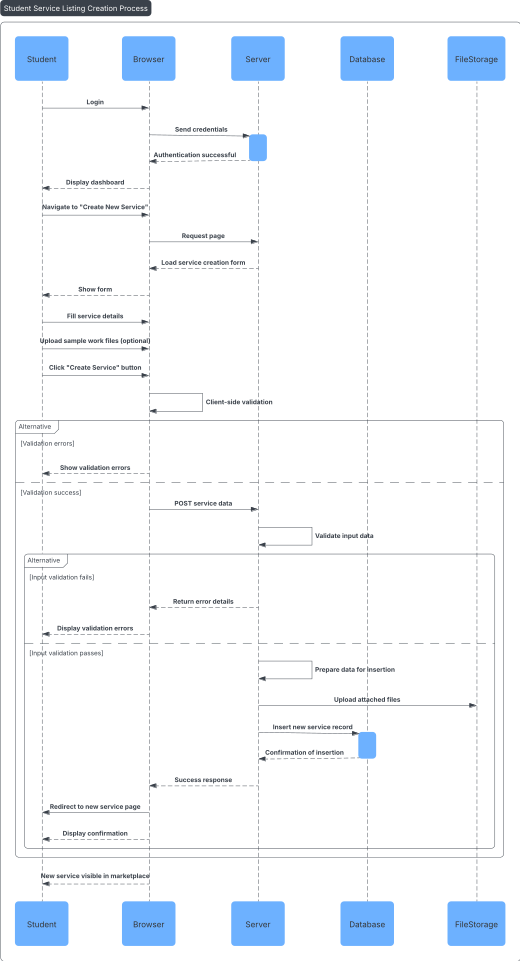 Student Service Listing Creation Process
Student
Browser
Server
Database
FileStorage
Login
Send credentials
Authentication successful
Display dashboard
Navigate to "Create New Service"
Request page
Load service creation form
Show form
Fill service details
Upload sample work files (optional)
Click "Create Service" button
Client-side validation
Alternative
[Validation errors]
Show validation errors
[Validation success]
POST service data
Validate input data
Alternative
[Input validation fails]
Return error details
Display validation errors
[Input validation passes]
Prepare data for insertion
Upload attached files
Insert new service record
Confirmation of insertion
Success response
Redirect to new service page
Display confirmation
New service visible in marketplace
Student
Browser
Server
Database
FileStorage